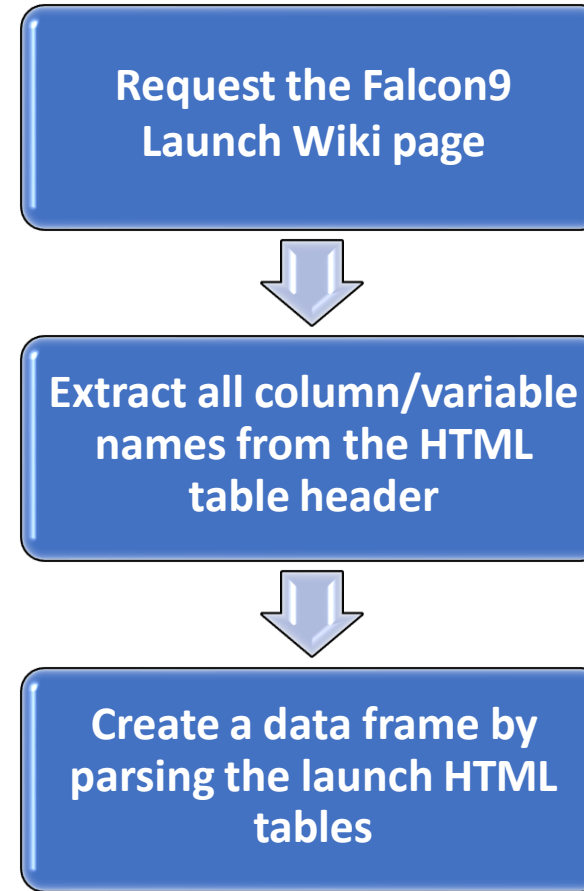 Request the Falcon9
Launch Wiki page
Extract all column/variable
names from the HTML
table header
Create a data frame by
parsing the launch HTML
tables